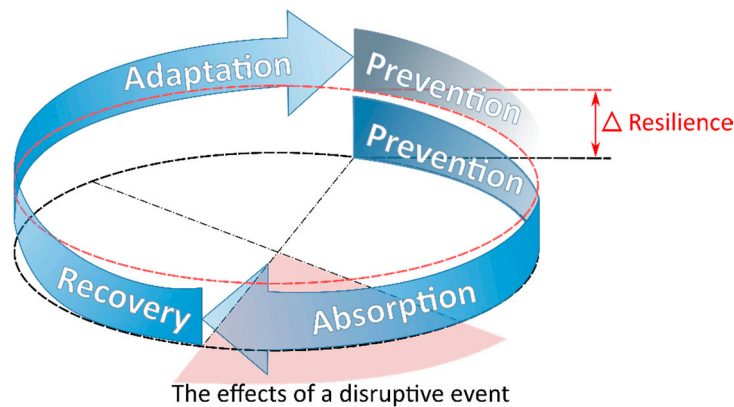 Adaptation
Prevention
Prevention
△ Resilience
Recovery
Absorption
The effects of a disruptive event